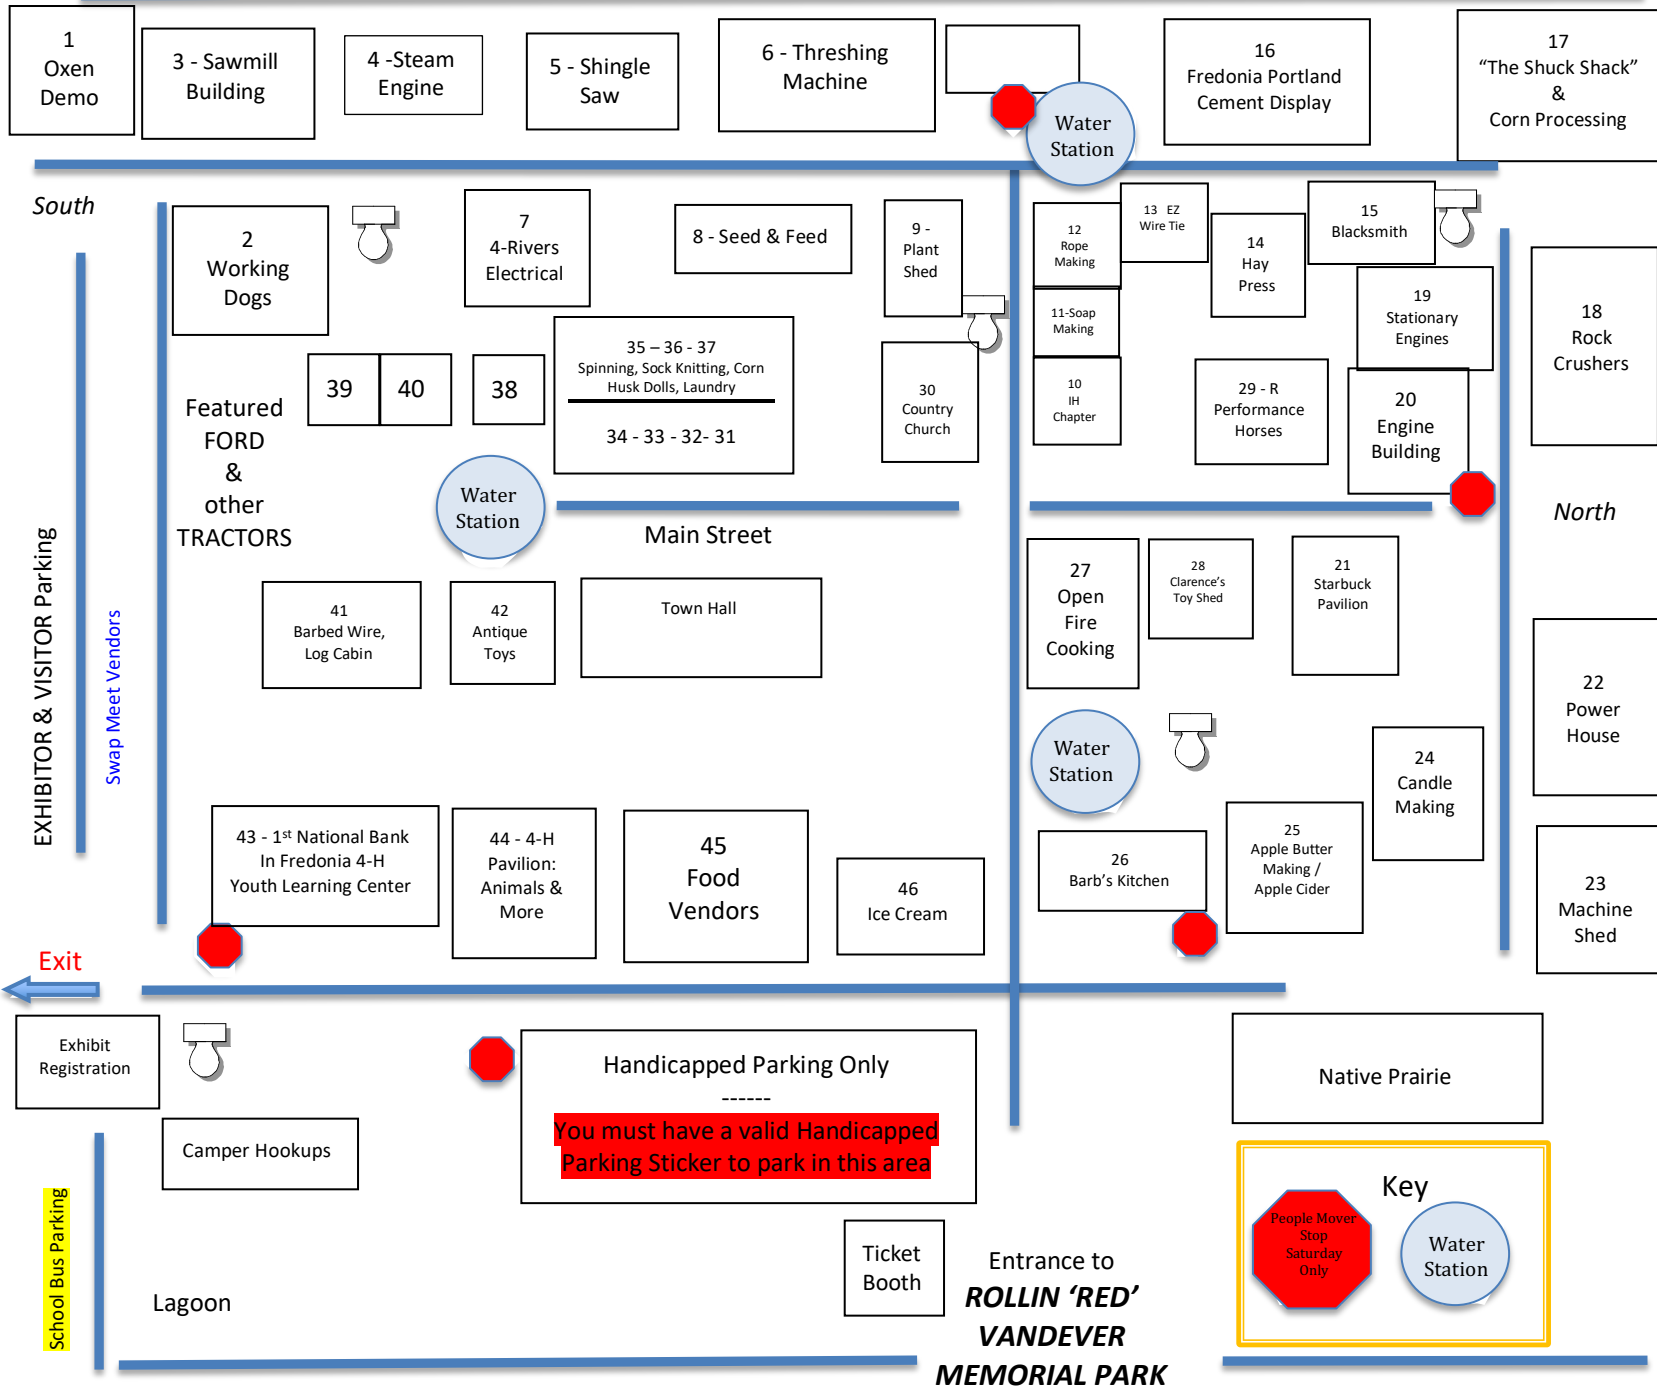 1
Oxen
Demo
3 - Sawmill
Building
4 -Steam
Engine
5 - Shingle
Saw
6 - Threshing
Machine
Water
Station
16
Fredonia Portland
Cement Display
17
“The Shuck Shack”
&
Corn Processing
South
2
Working
Dogs
7
4-Rivers
Electrical
8 - Seed & Feed
9 -
Plant
Shed
12
Rope
Making
13 EZ
Wire Tie
14
Hay
Press
15
Blacksmith
11-Soap
Making
19
Stationary
Engines
18
Rock
Crushers
39
40
38
35 – 36 - 37
Spinning, Sock Knitting, Corn
Husk Dolls, Laundry
34 - 33 - 32- 31
30
Country
Church
10
IH
Chapter
29 - R
Performance
Horses
20
Engine
Building
Featured
FORD
&
other
TRACTORS
Water
Station
Main Street
North
EXHIBITOR & VISITOR Parking
Swap Meet Vendors
41
Barbed Wire,
Log Cabin
42
Antique
Toys
Town Hall
27
Open
Fire
Cooking
28
Clarence’s
Toy Shed
21
Starbuck
Pavilion
22
Power
House
Water
Station
24
Candle
Making
43 - 1st National Bank
In Fredonia 4-H
Youth Learning Center
44 - 4-H
Pavilion:
Animals &
More
45
Food
Vendors
46
Ice Cream
26
Barb’s Kitchen
25
Apple Butter
Making /
Apple Cider
23
Machine
Shed
Exit
Exhibit
Registration
Camper Hookups
Handicapped Parking Only
------
You must have a valid Handicapped
Parking Sticker to park in this area
Native Prairie
School Bus Parking
Lagoon
Ticket
Booth
Entrance to
ROLLIN ‘RED’
VANDEVER
MEMORIAL PARK
Key
People Mover
Stop
Saturday
Only
Water
Station